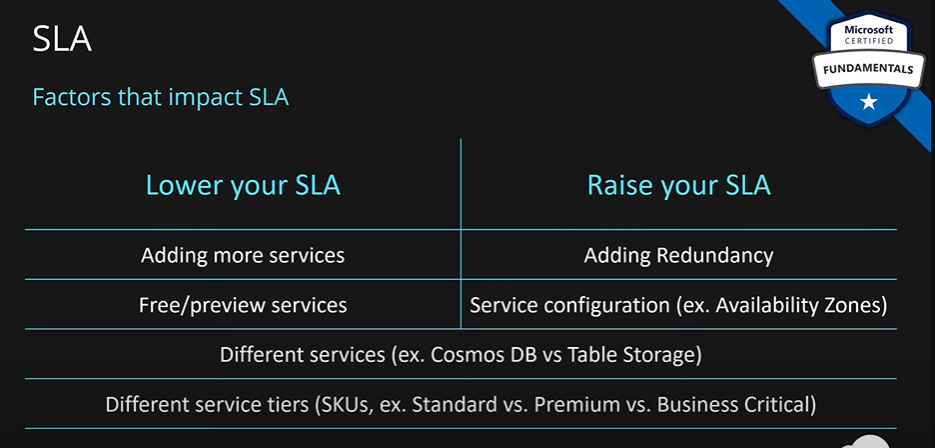 SLA
Microsoft
CERTIFIED
FUNDAMENTALS
Factors that impact SLA
Lower your SLA
Raise your SLA
Adding more services
Adding Redundancy
Free/preview services
Service configuration (ex. Availability Zones)
Different services (ex. Cosmos DB vs Table Storage)
Different service tiers (SKUs, ex. Standard vs. Premium vs. Business Critical)